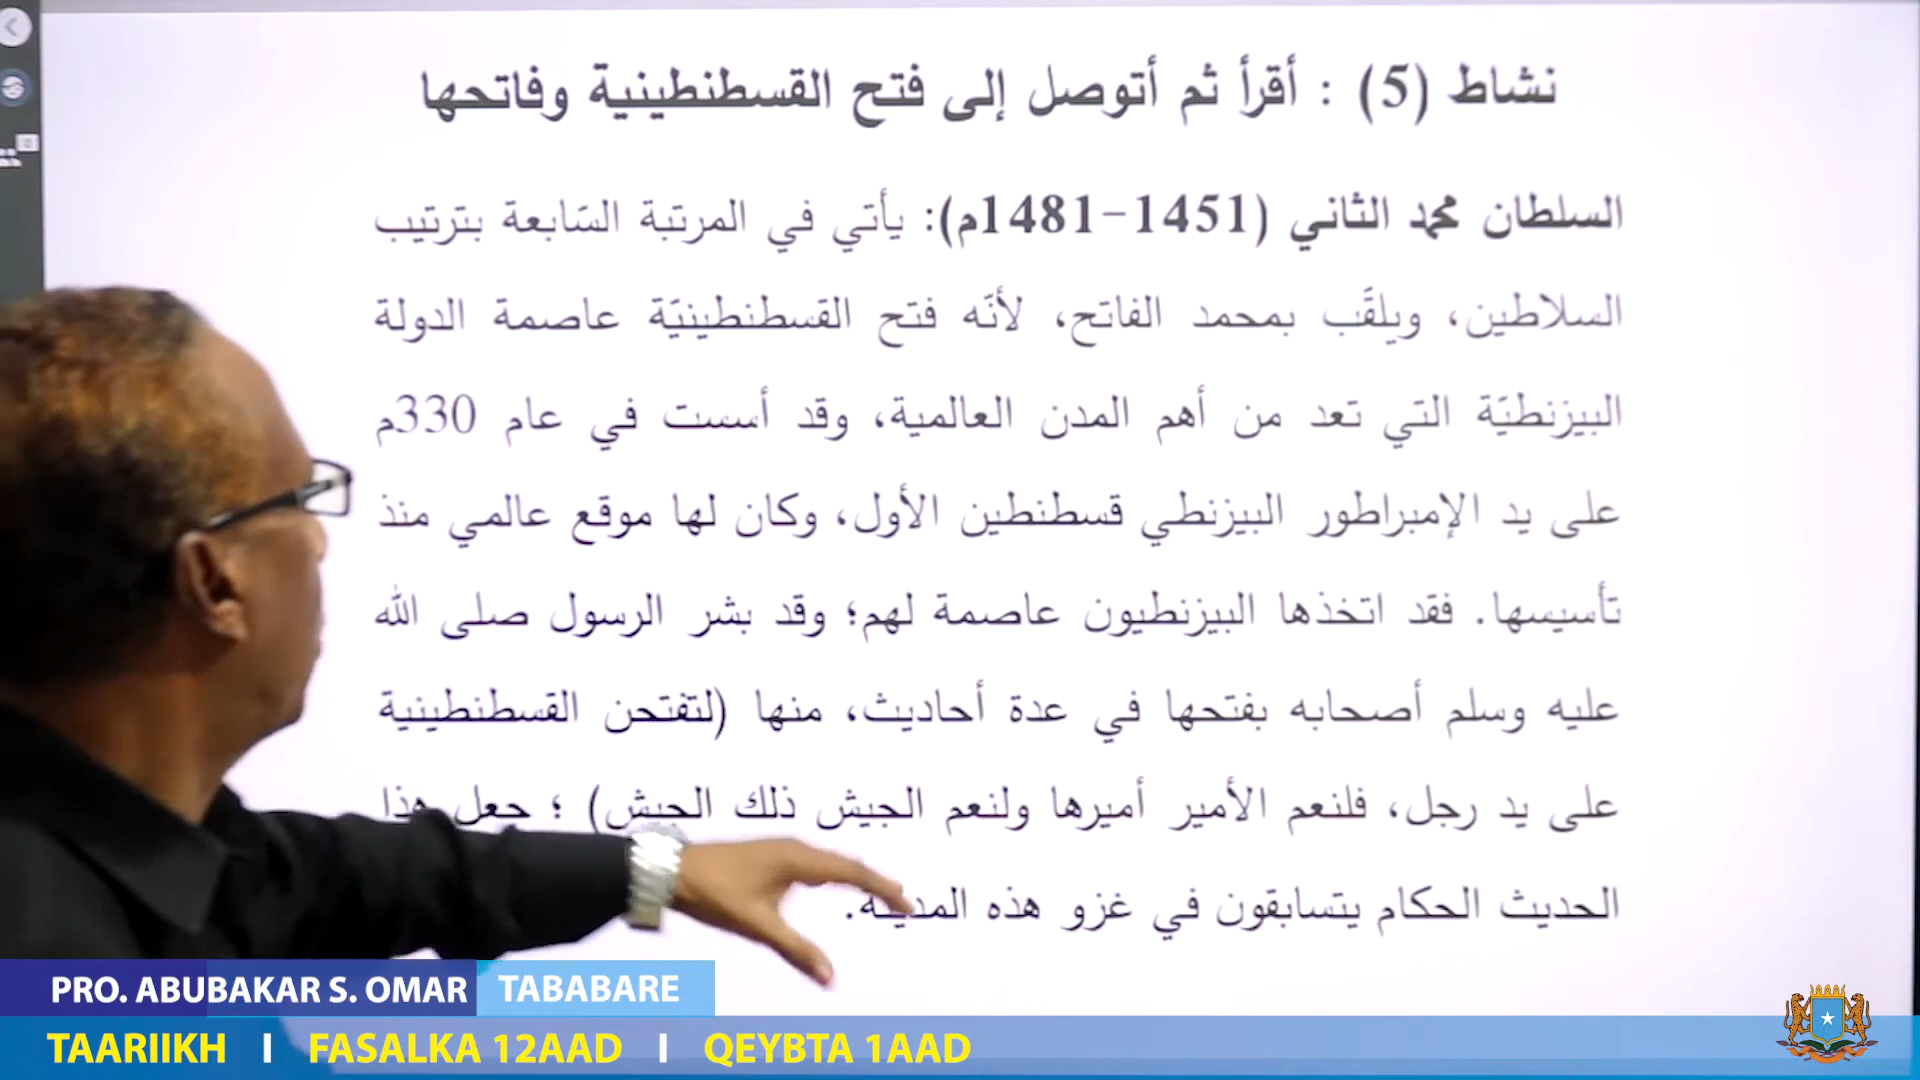 نشاط (5) : أقرأ ثم أتوصل إلى فتح القسطنطينية وفاتحها
السلطان محمد الثاني (1451-1481م): يأتي في المرتبة السّابعة بترتيب
السلاطين، ويلقَّب بمحمد الفاتح، لأنّه فتح القسطنطينيّة عاصمة الدولة
البيزنطيّة التي تعد من أهم المدن العالمية، وقد أسست في عام 330م
على يد الإمبراطور البيزنطي قسطنطين الأول، وكان لها موقع عالمي منذ
تأسيسها. فقد اتخذها البيزنطيون عاصمة لهم؛ وقد بشر الرسول صلى الله
عليه وسلم أصحابه بفتحها في عدة أحاديث، منها (لتفتحن القسطنطينية
على يد رجل، فلنعم الأمير أميرها ولنعم الجيش ذلك الجيش) ؛ جعل هذا
الحديث الحكام يتسابقون في غزو هذه المدينة.
PRO. ABUBAKAR S. OMAR TABABARE
TAARIIKH I FASALKA 12AAD I QEYBTA 1AAD